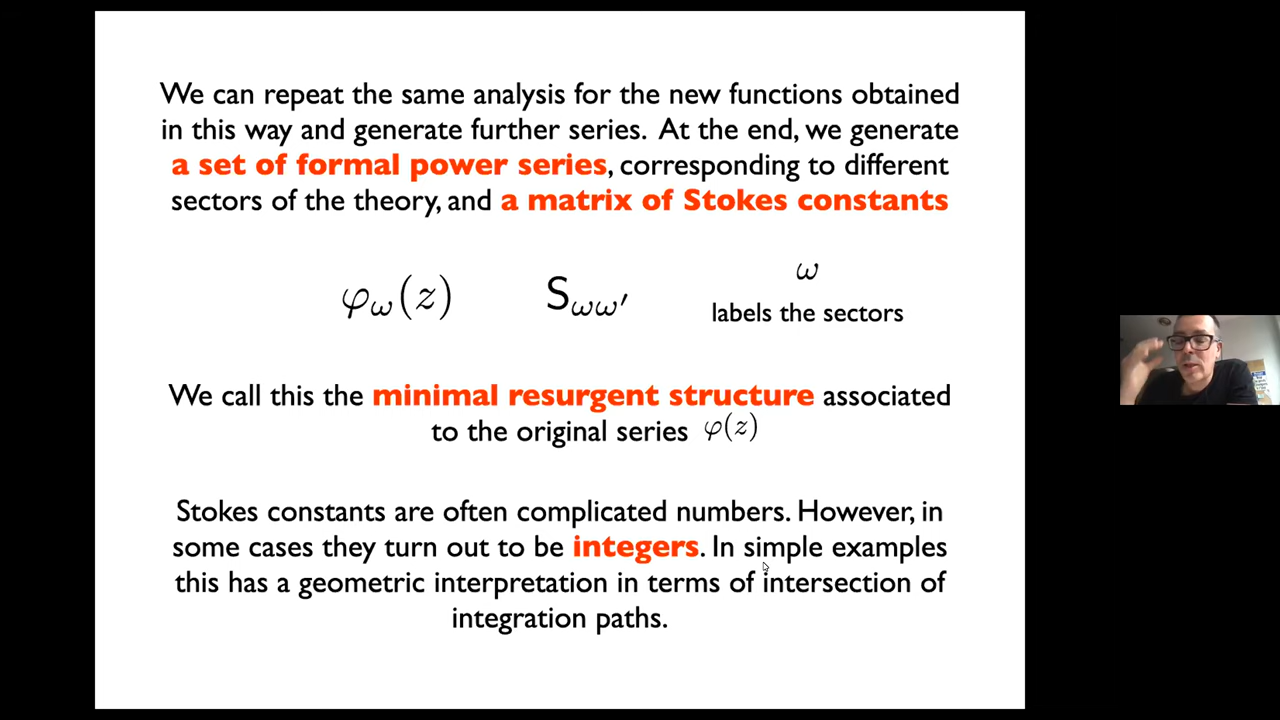 We can repeat the same analysis for the new functions obtained
in this way and generate further series. At the end, we generate
a set of formal power series, corresponding to different
sectors of the theory, and a matrix of Stokes constants
φ_ω(z) S_ωω′ ω
labels the sectors
We call this the minimal resurgent structure associated
to the original series φ(z)
Stokes constants are often complicated numbers. However, in
some cases they turn out to be integers. In simple examples
this has a geometric interpretation in terms of intersection of
integration paths.